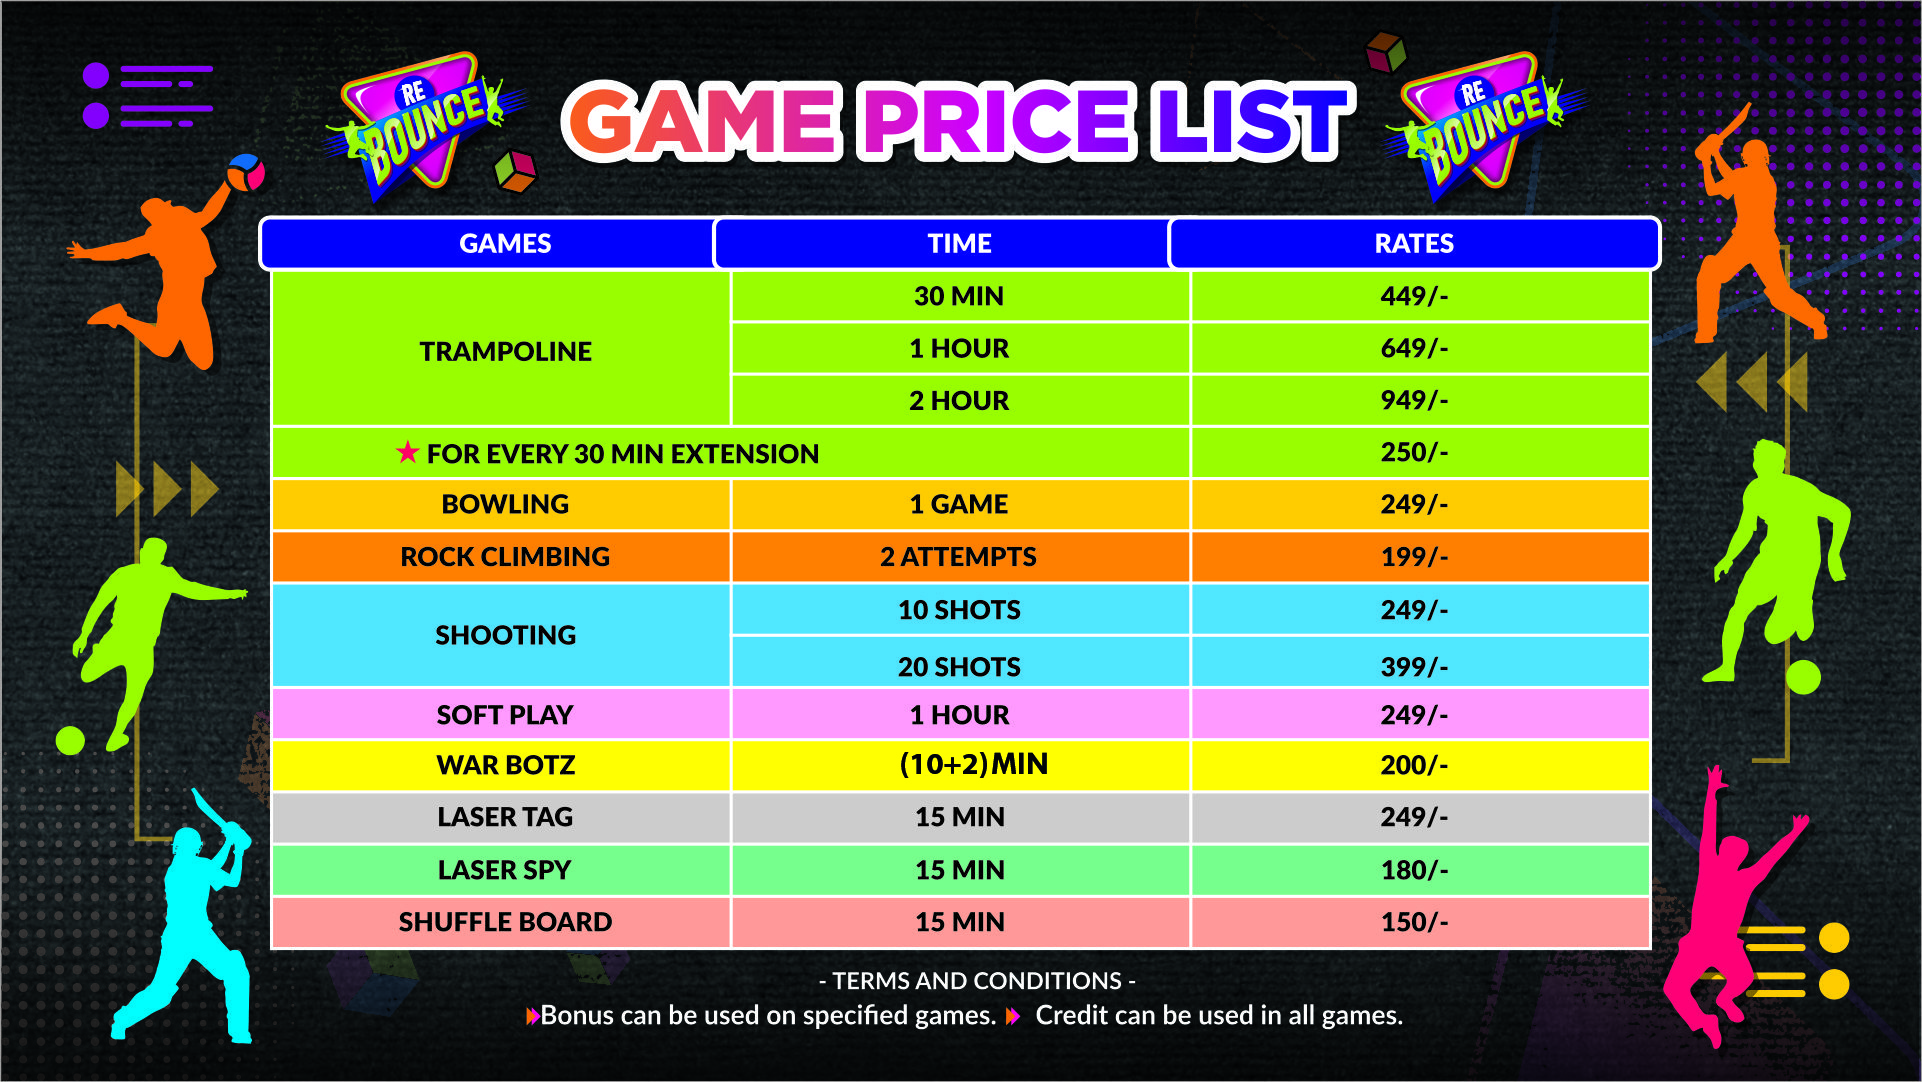 RE
BOUNCE
GAME PRICE LIST
RE
BOUNCE
GAMES TIME RATES
TRAMPOLINE
30 MIN 449/-
1 HOUR 649/-
2 HOUR 949/-
★ FOR EVERY 30 MIN EXTENSION 250/-
BOWLING 1 GAME 249/-
ROCK CLIMBING 2 ATTEMPTS 199/-
SHOOTING
10 SHOTS 249/-
20 SHOTS 399/-
SOFT PLAY 1 HOUR 249/-
WAR BOTZ (10+2)MIN 200/-
LASER TAG 15 MIN 249/-
LASER SPY 15 MIN 180/-
SHUFFLE BOARD 15 MIN 150/-
- TERMS AND CONDITIONS -
Bonus can be used on specified games. Credit can be used in all games.